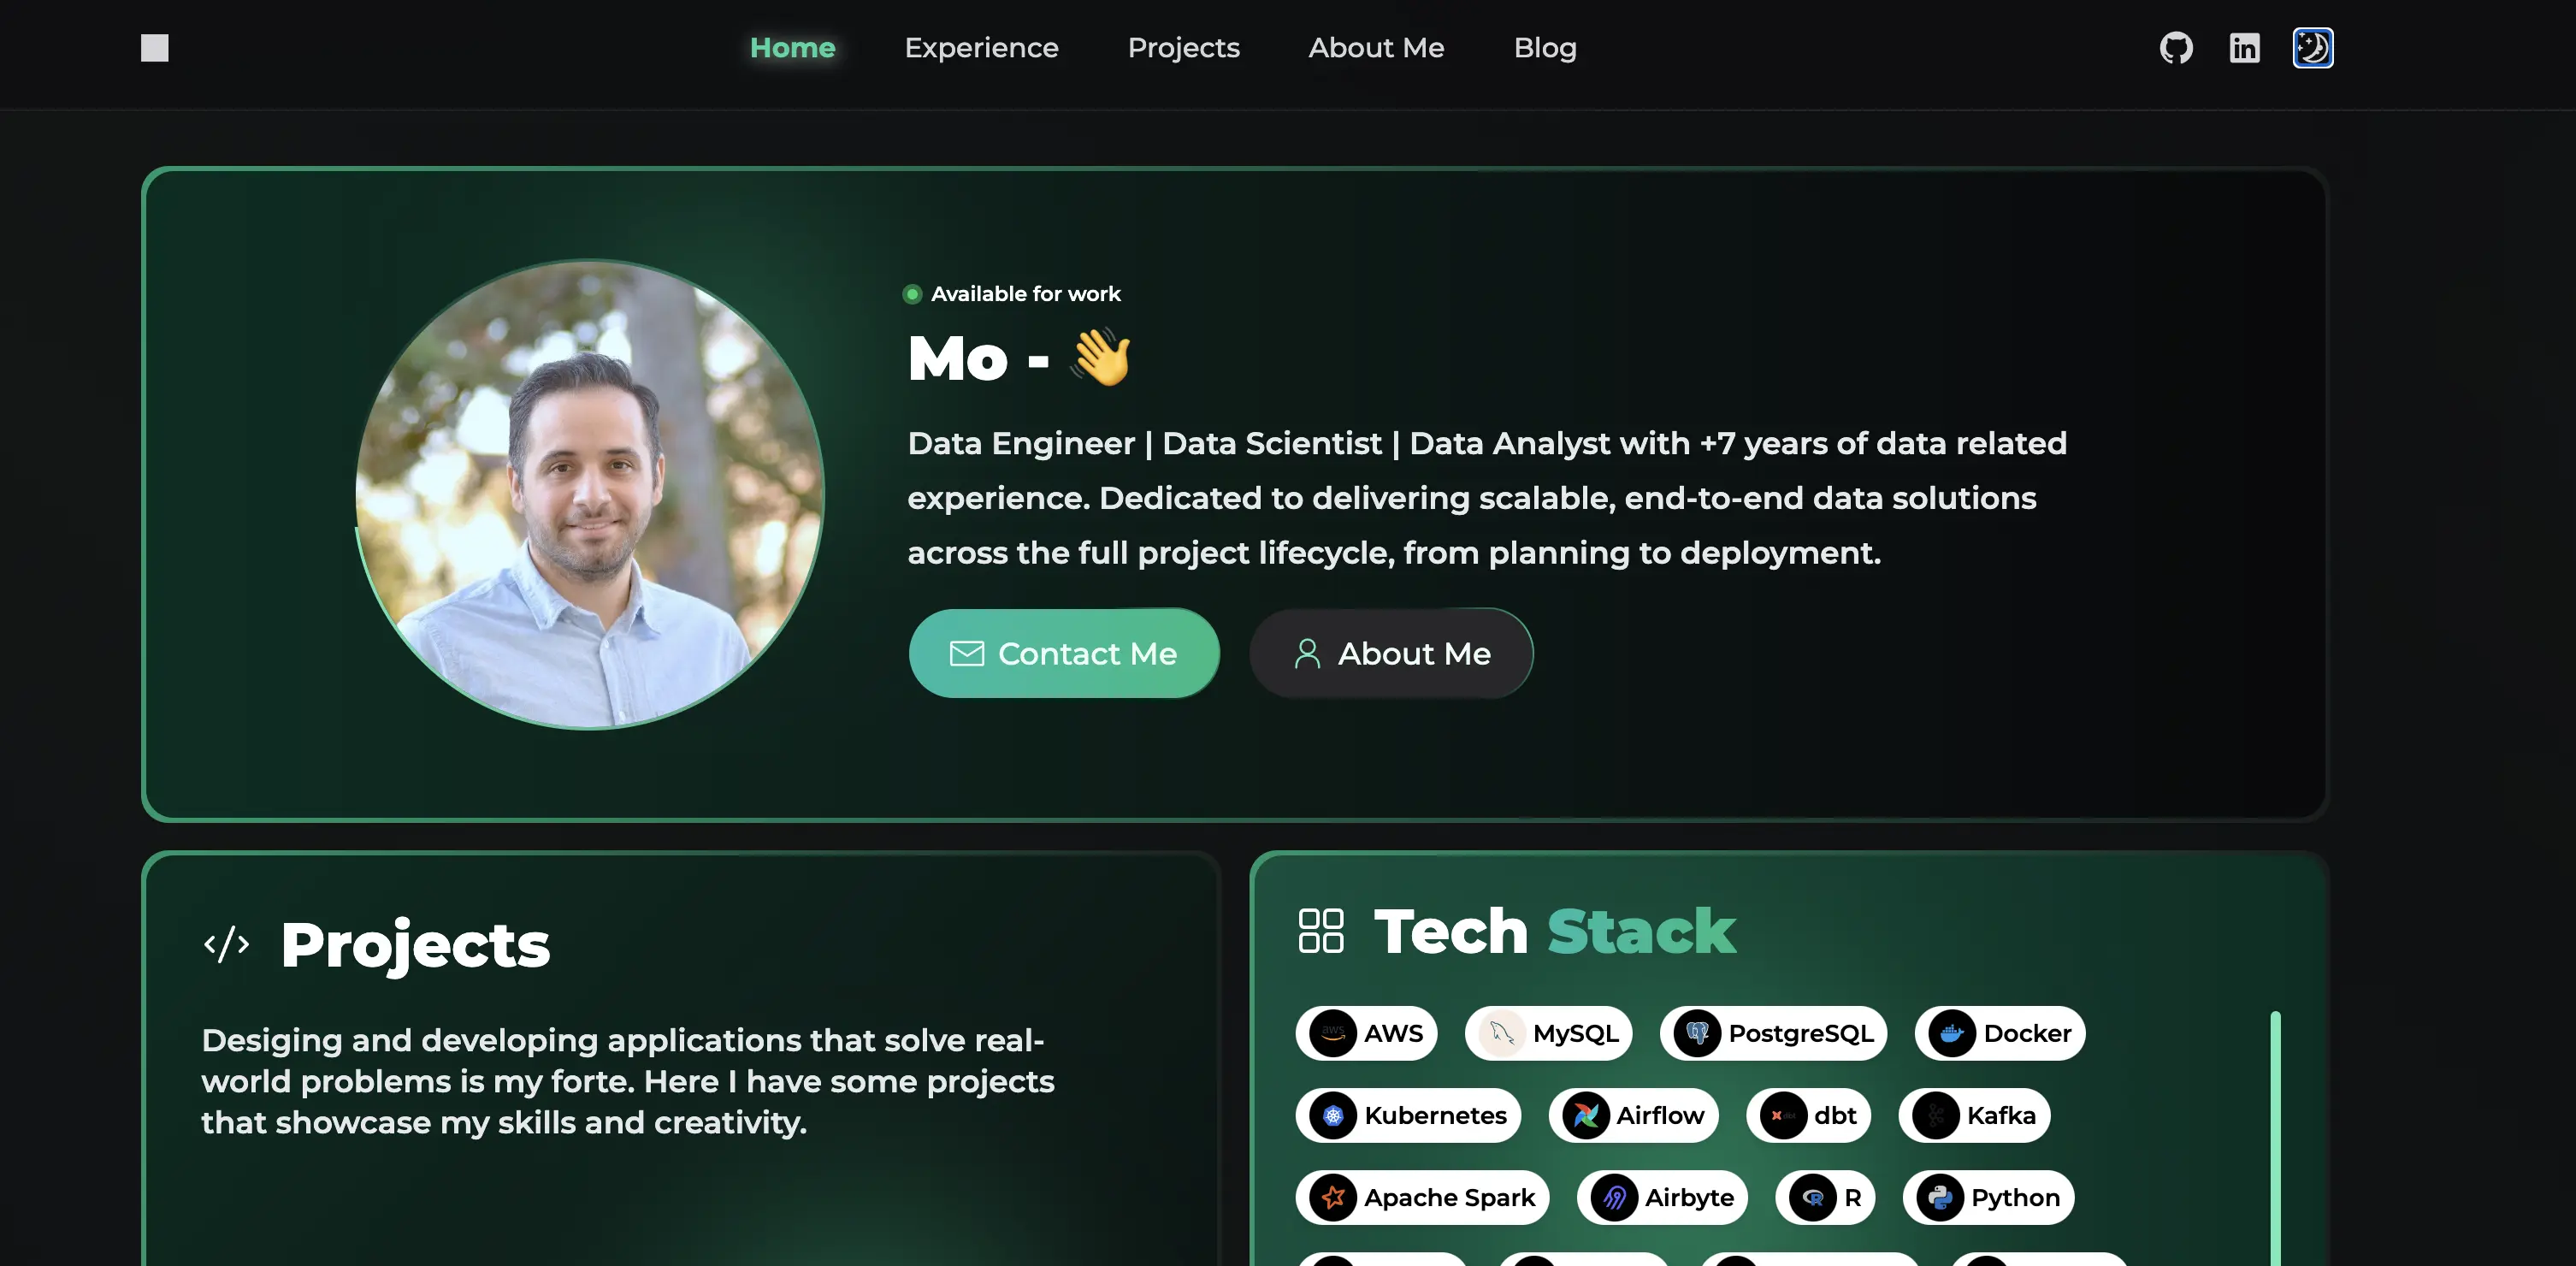 Home Experience Projects About Me Blog
Available for work
Mo - 👋
Data Engineer | Data Scientist | Data Analyst with +7 years of data related
experience. Dedicated to delivering scalable, end-to-end data solutions
across the full project lifecycle, from planning to deployment.
Contact Me About Me
Projects
Desiging and developing applications that solve real-
world problems is my forte. Here I have some projects
that showcase my skills and creativity.
Tech Stack
aws AWS MySQL PostgreSQL Docker
Kubernetes Airflow dbt dbt Kafka
Apache Spark Airbyte R R Python